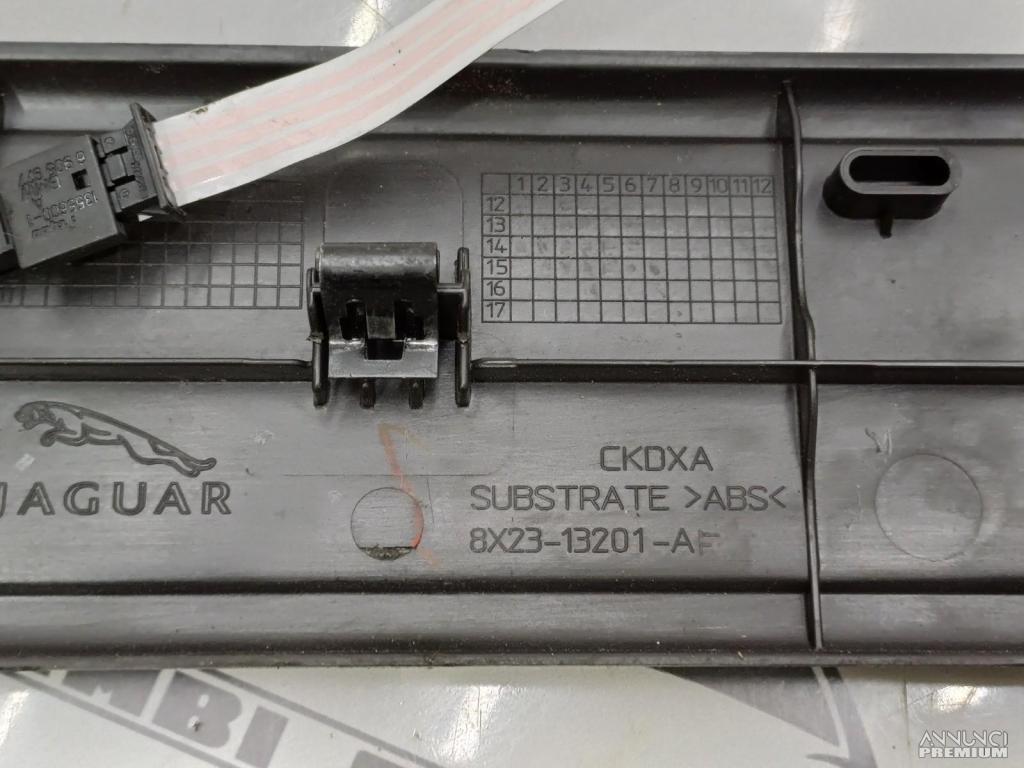 1 2 3 4 5 6 7 8 9 10 11 12
12
13
14
15
16
17
JAGUAR
CKDXA
SUBSTRATE >ABS<
8X23-13201-AF
MBI
ANNUNCI
PREMIUM